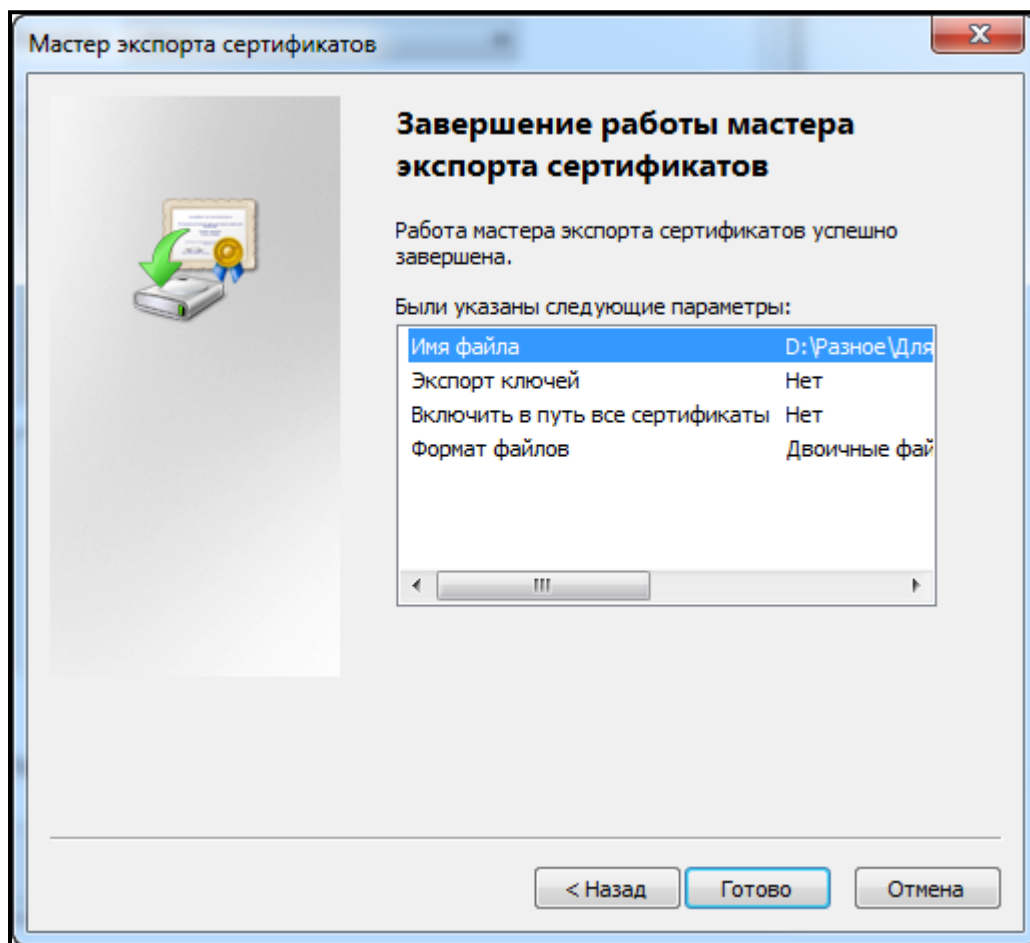 Мастер экспорта сертификатов
Завершение работы мастера
экспорта сертификатов
Работа мастера экспорта сертификатов успешно
завершена.
Были указаны следующие параметры:
Имя файла D:\Разное\Для
Экспорт ключей Нет
Включить в путь все сертификаты Нет
Формат файлов Двоичные фай
< Назад Готово Отмена